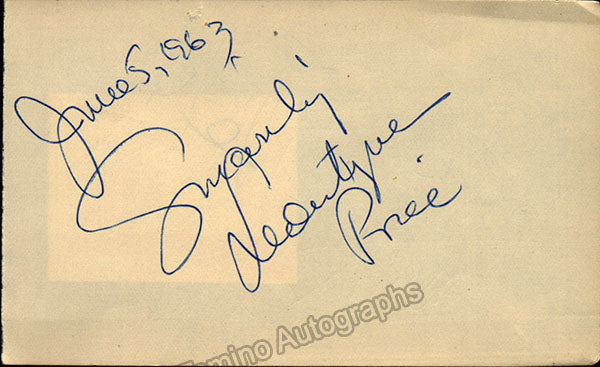 June 5, 1963
Sincerely
Leontyne
Price
Tamino Autographs